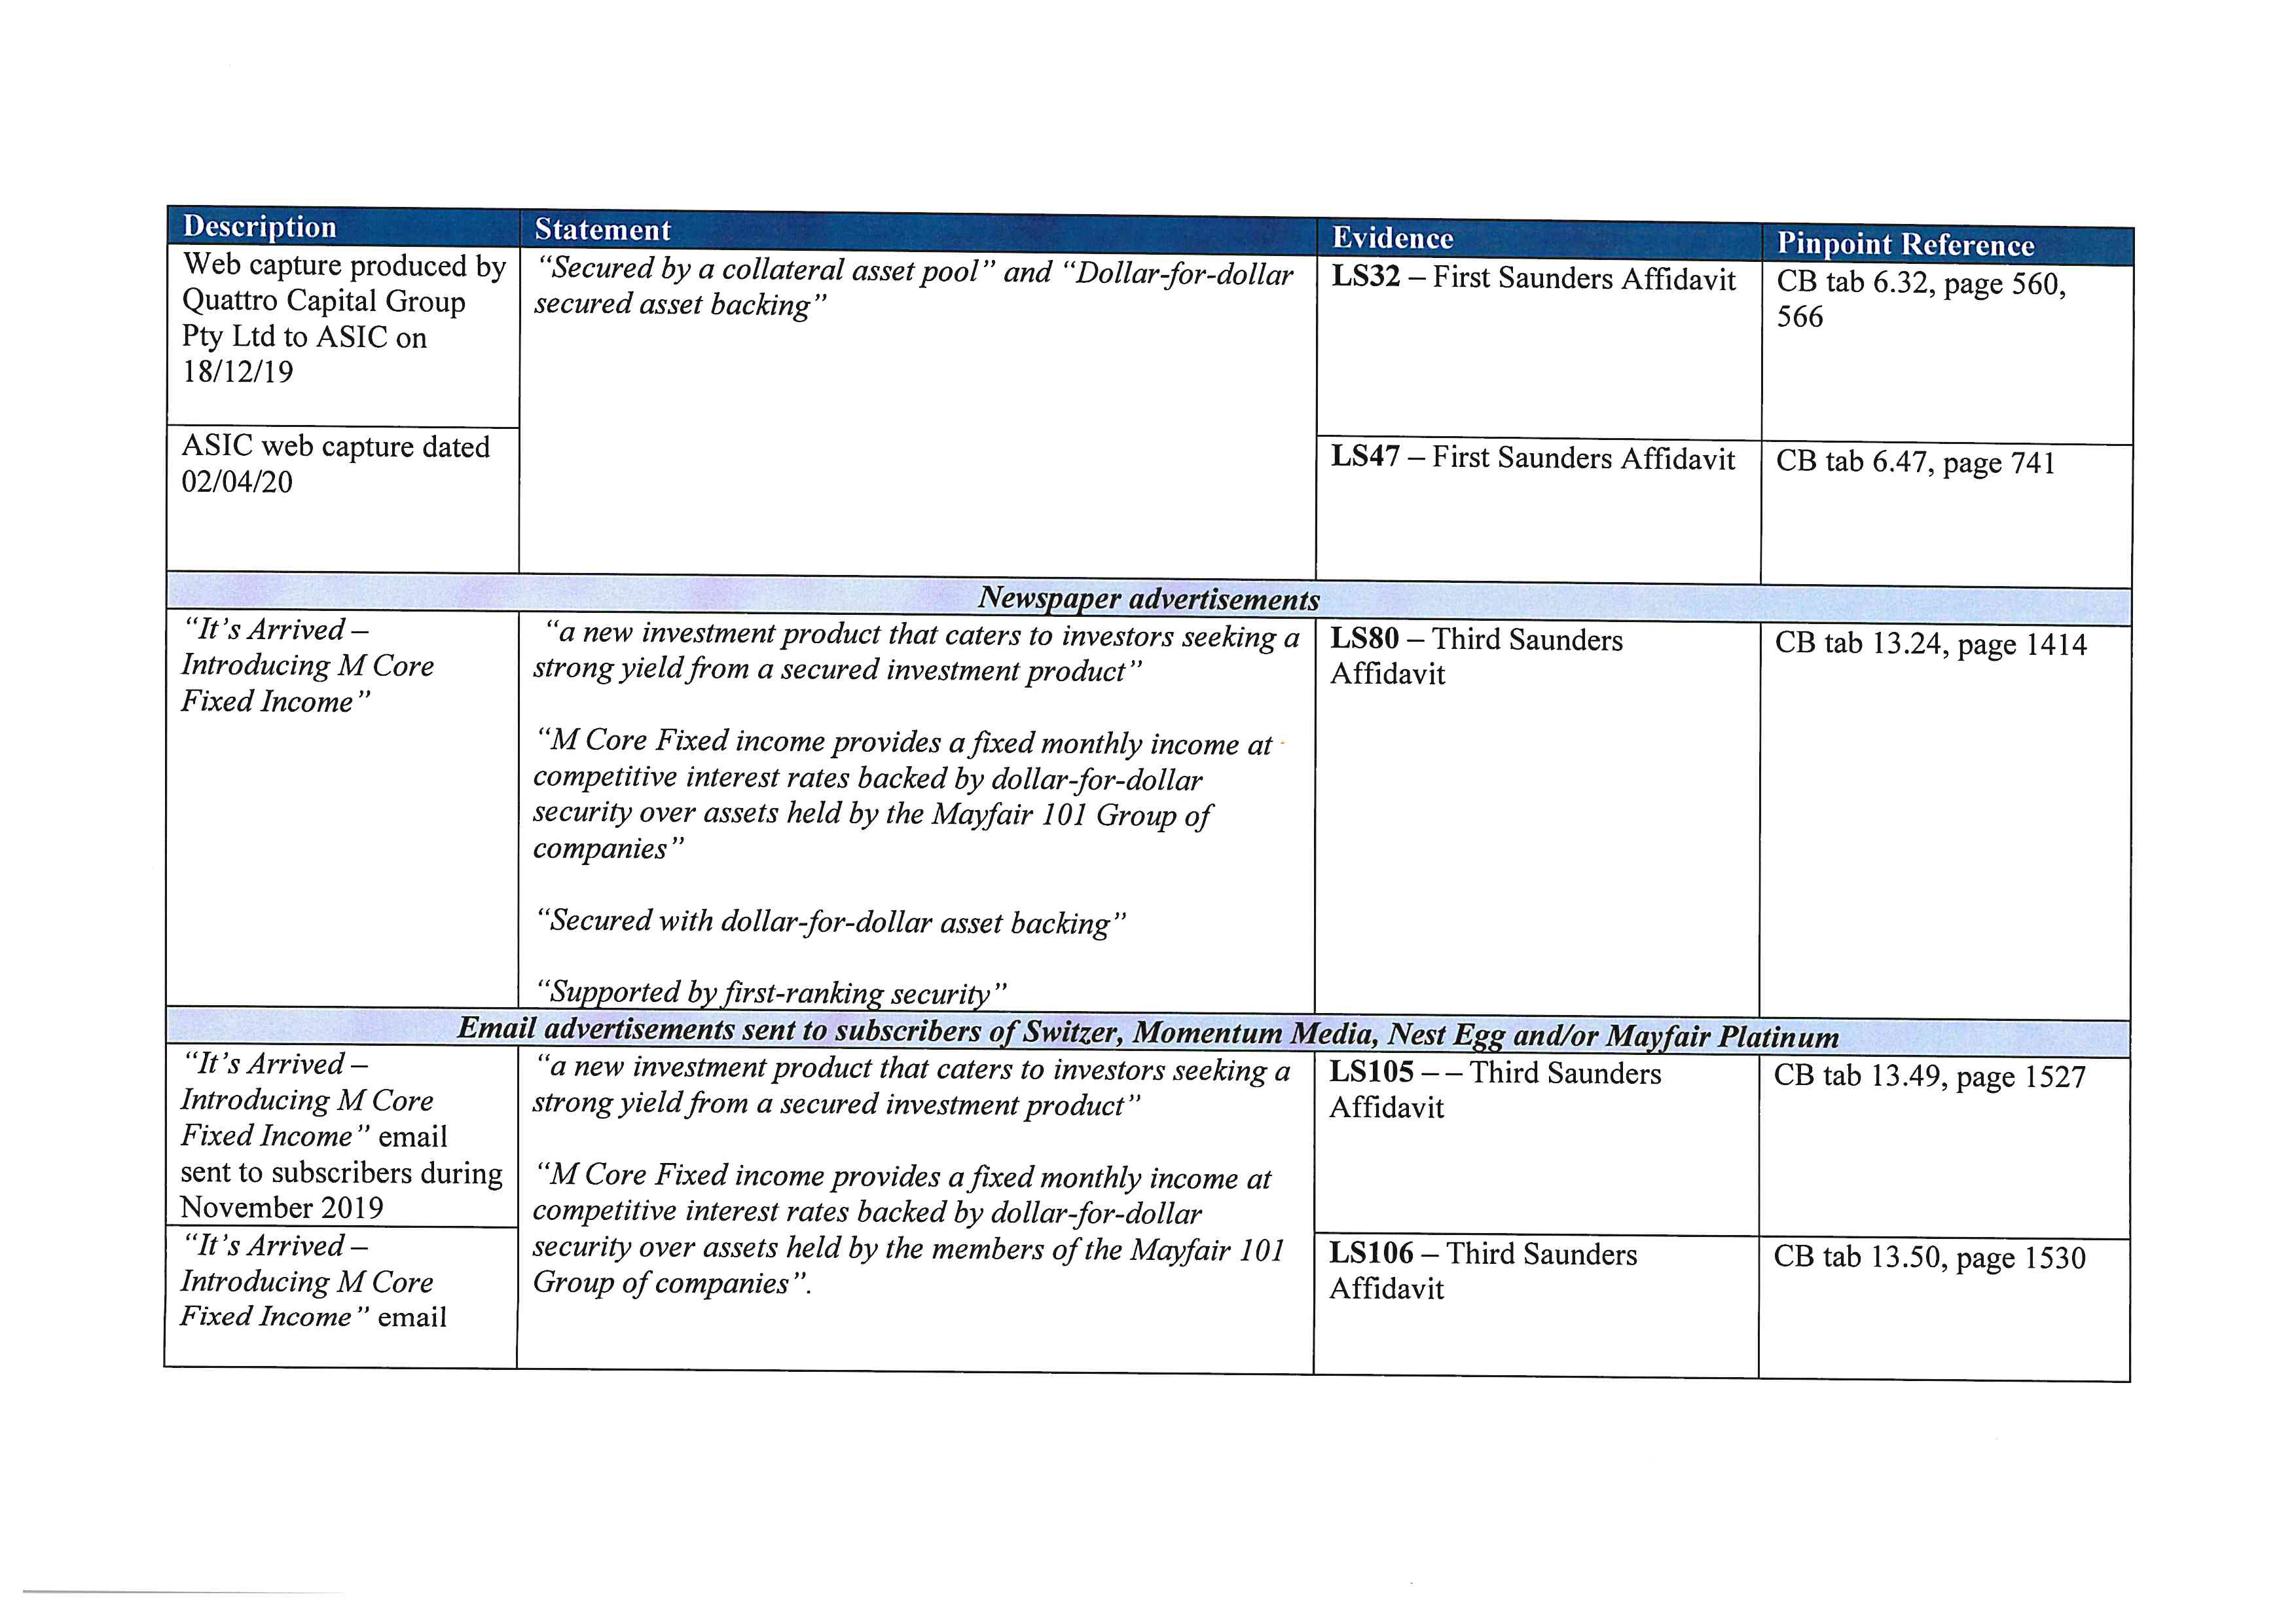 Description
Statement
Evidence
Pinpoint Reference
Web capture produced by
Quattro Capital Group
Pty Ltd to ASIC on
18/12/19
“Secured by a collateral asset pool” and “Dollar-for-dollar
secured asset backing”
LS32 – First Saunders Affidavit
CB tab 6.32, page 560,
566
ASIC web capture dated
02/04/20
LS47 – First Saunders Affidavit
CB tab 6.47, page 741
Newspaper advertisements
“It’s Arrived –
Introducing M Core
Fixed Income”
“a new investment product that caters to investors seeking a
strong yield from a secured investment product”
“M Core Fixed income provides a fixed monthly income at
competitive interest rates backed by dollar-for-dollar
security over assets held by the Mayfair 101 Group of
companies”
“Secured with dollar-for-dollar asset backing”
“Supported by first-ranking security”
LS80 – Third Saunders
Affidavit
CB tab 13.24, page 1414
Email advertisements sent to subscribers of Switzer, Momentum Media, Nest Egg and/or Mayfair Platinum
“It’s Arrived –
Introducing M Core
Fixed Income” email
sent to subscribers during
November 2019
“a new investment product that caters to investors seeking a
strong yield from a secured investment product”
“M Core Fixed income provides a fixed monthly income at
competitive interest rates backed by dollar-for-dollar
security over assets held by the members of the Mayfair 101
Group of companies”.
LS105 – – Third Saunders
Affidavit
CB tab 13.49, page 1527
“It’s Arrived –
Introducing M Core
Fixed Income” email
LS106 – Third Saunders
Affidavit
CB tab 13.50, page 1530